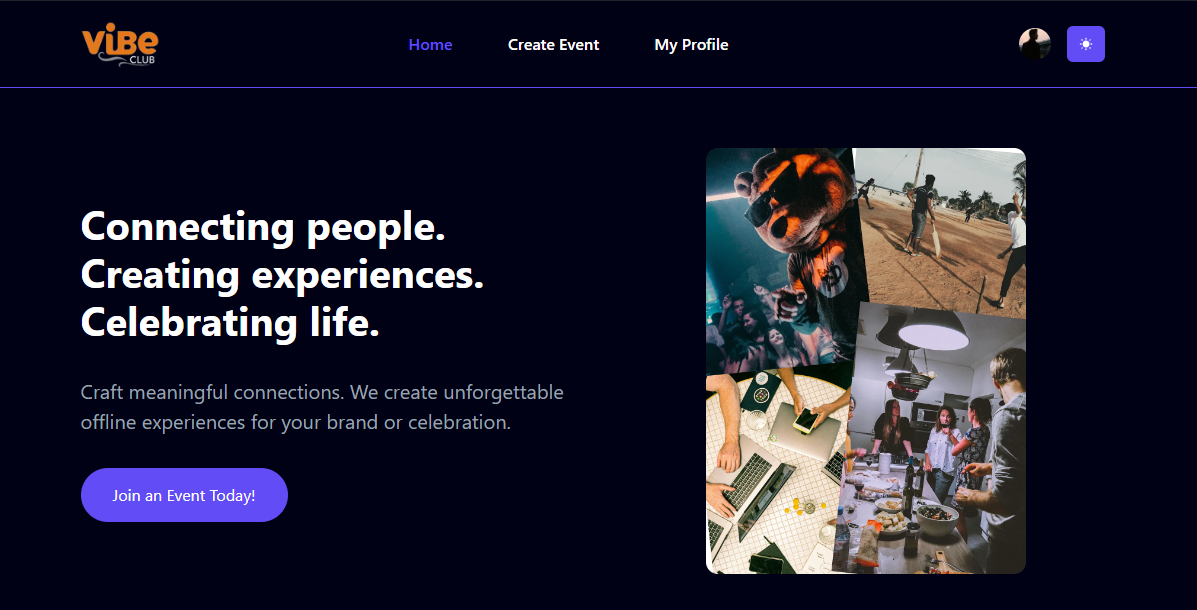 ViBe
CLUB
Home
Create Event
My Profile
Connecting people.
Creating experiences.
Celebrating life.
Craft meaningful connections. We create unforgettable
offline experiences for your brand or celebration.
Join an Event Today!